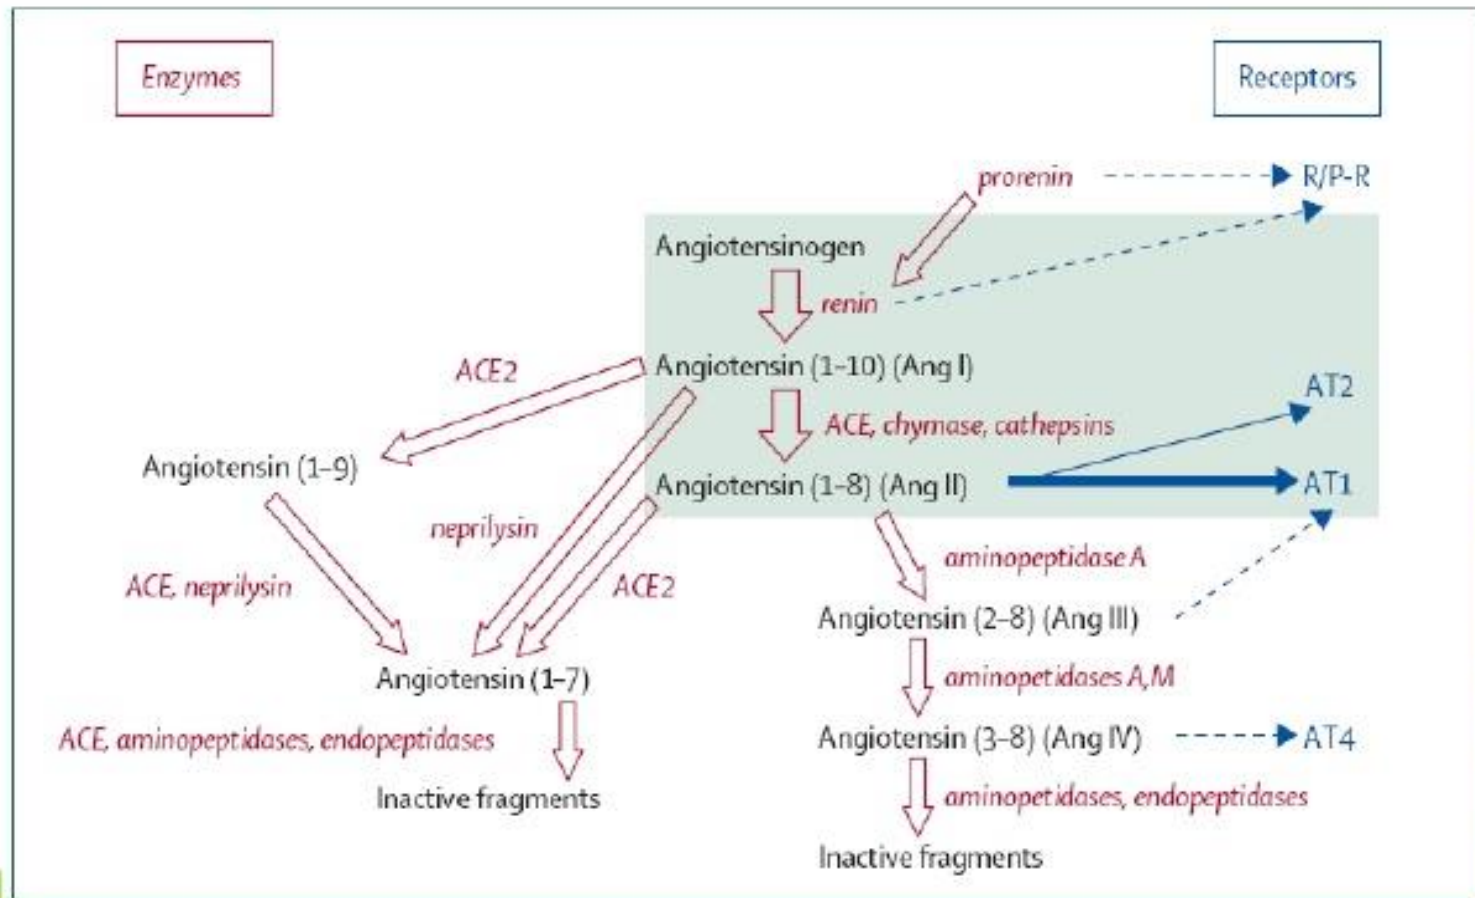 Enzymes
Receptors
prorenin
R/P-R
Angiotensinogen
renin
Angiotensin (1–10) (Ang I)
ACE2
AT2
ACE, chymase, cathepsins
Angiotensin (1–9)
Angiotensin (1–8) (Ang II)
AT1
neprilysin
aminopeptidase A
ACE, neprilysin
ACE2
Angiotensin (2–8) (Ang III)
Angiotensin (1–7)
aminopetidases A,M
ACE, aminopeptidases, endopeptidases
Angiotensin (3–8) (Ang IV)
AT4
Inactive fragments
aminopetidases, endopeptidases
Inactive fragments